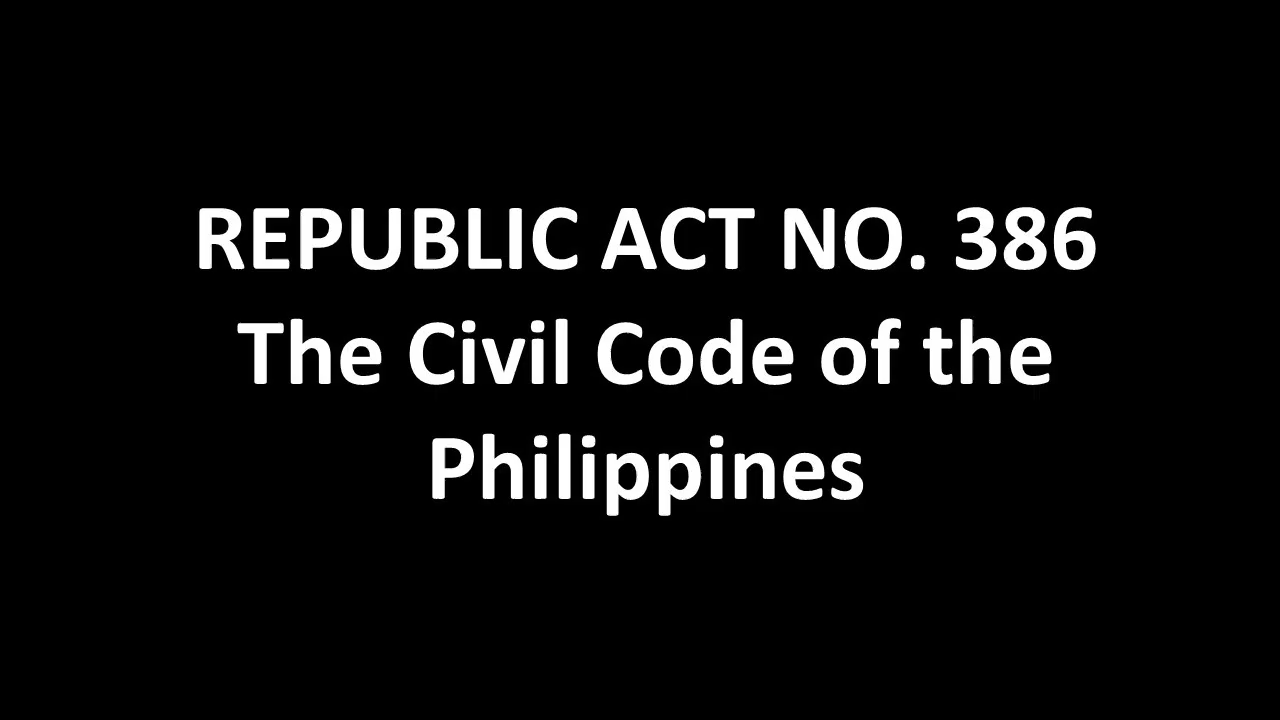 REPUBLIC ACT NO. 386
The Civil Code of the
Philippines